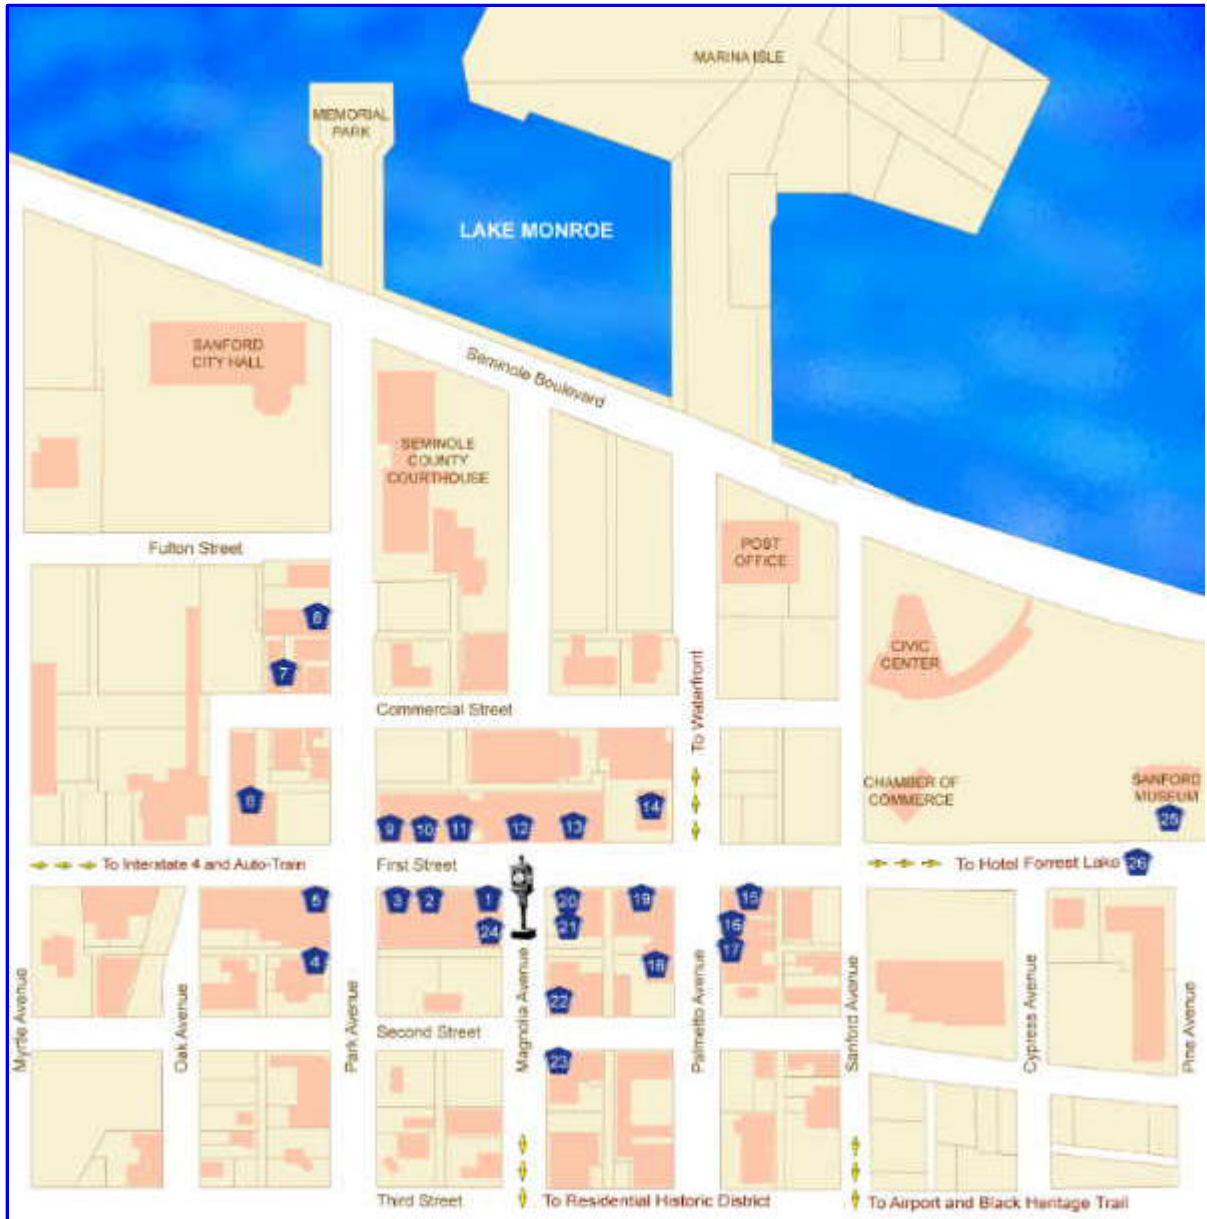 MARINA ISLE
MEMORIAL
PARK
LAKE MONROE
SANFORD
CITY HALL
Seminole Boulevard
SEMINOLE
COUNTY
COURTHOUSE
Fulton Street
POST
OFFICE
8
7
CIVIC
CENTER
To Waterfront
Commercial Street
CHAMBER OF
COMMERCE
SANFORD
MUSEUM
25
9
10
11
12
13
14
To Interstate 4 and Auto-Train
First Street
To Hotel Forrest Lake 26
5
3
2
1
20
19
15
24
21
16
17
4
18
22
Myrtle Avenue
Oak Avenue
Park Avenue
Magnolia Avenue
Palmetto Avenue
Sanford Avenue
Cypress Avenue
Pine Avenue
Second Street
23
Third Street
To Residential Historic District
To Airport and Black Heritage Trail